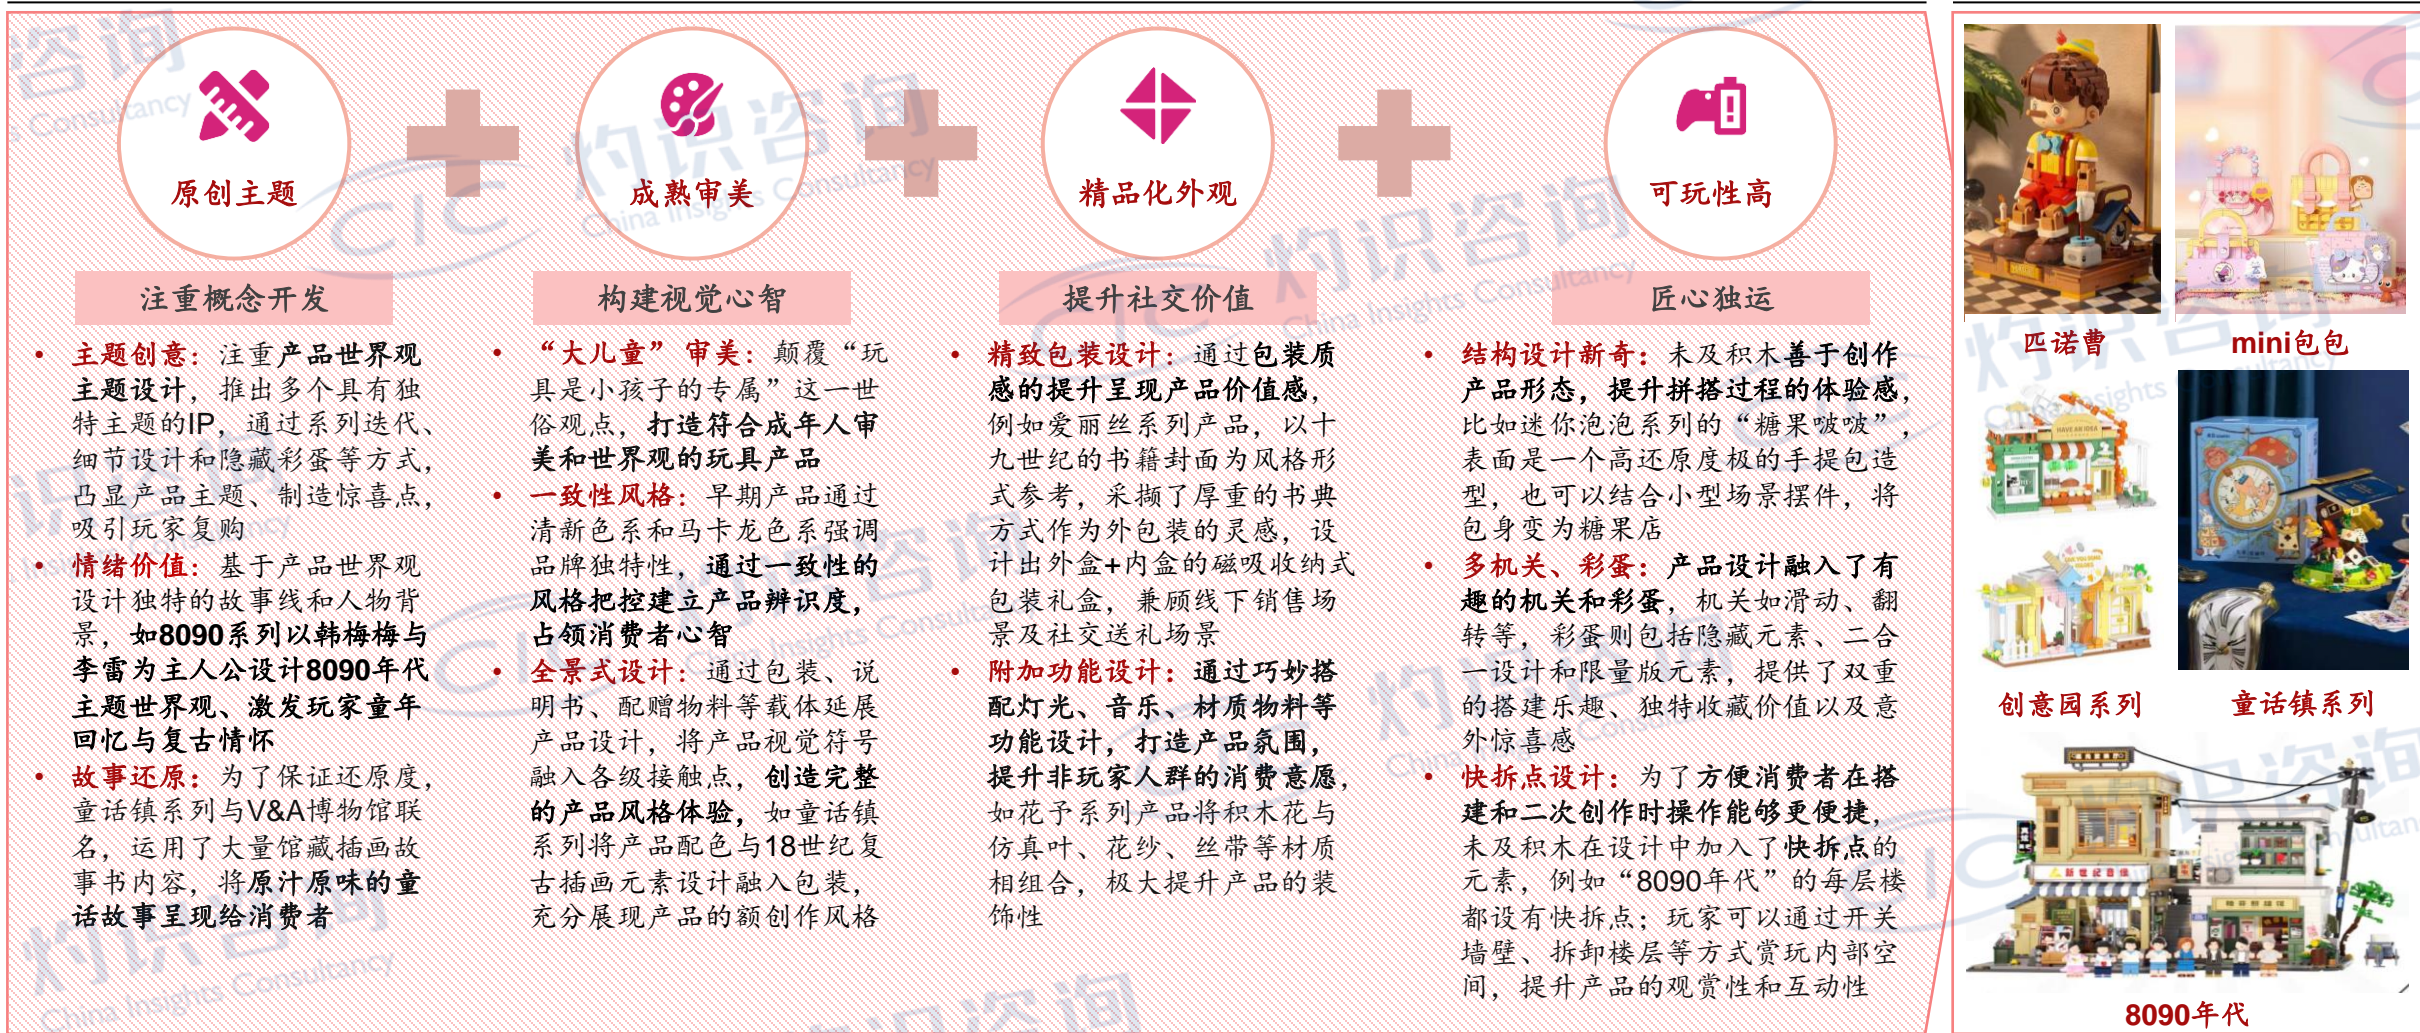 原创主题
注重概念开发
• 主题创意：注重产品世界观
主题设计，推出多个具有独
特主题的IP，通过系列迭代、
细节设计和隐藏彩蛋等方式，
凸显产品主题、制造惊喜点，
吸引玩家复购
• 情绪价值：基于产品世界观
设计独特的故事线和人物背
景，如8090系列以韩梅梅与
李雷为主人公设计8090年代
主题世界观、激发玩家童年
回忆与复古情怀
• 故事还原：为了保证还原度，
童话镇系列与V&A博物馆联
名，运用了大量馆藏插画故
事书内容，将原汁原味的童
话故事呈现给消费者
成熟审美
构建视觉心智
• “大儿童”审美：颠覆“玩
具是小孩子的专属”这一世
俗观点，打造符合成年人审
美和世界观的玩具产品
• 一致性风格：早期产品通过
清新色系和马卡龙色系强调
品牌独特性，通过一致性的
风格把控建立产品辨识度，
占领消费者心智
• 全景式设计：通过包装、说
明书、配赠物料等载体延展
产品设计，将产品视觉符号
融入各级接触点，创造完整
的产品风格体验，如童话镇
系列将产品配色与18世纪复
古插画元素设计融入包装，
充分展现产品的额创作风格
精品化外观
提升社交价值
• 精致包装设计：通过包装质
感的提升呈现产品价值感，
例如爱丽丝系列产品，以十
九世纪的书籍封面为风格形
式参考，采撷了厚重的书典
方式作为外包装的灵感，设
计出外盒+内盒的磁吸收纳式
包装礼盒，兼顾线下销售场
景及社交送礼场景
• 附加功能设计：通过巧妙搭
配灯光、音乐、材质物料等
功能设计，打造产品氛围，
提升非玩家人群的消费意愿，
如花予系列产品将积木花与
仿真叶、花纱、丝带等材质
相组合，极大提升产品的装
饰性
可玩性高
匠心独运
• 结构设计新奇：未及积木善于创作
产品形态，提升拼搭过程的体验感，
比如迷你泡泡系列的“糖果啵啵”，
表面是一个高还原度极的手提包造
型，也可以结合小型场景摆件，将
包身变为糖果店
• 多机关、彩蛋：产品设计融入了有
趣的机关和彩蛋，机关如滑动、翻
转等，彩蛋则包括隐藏元素、二合
一设计和限量版元素，提供了双重
的搭建乐趣、独特收藏价值以及意
外惊喜感
• 快拆点设计：为了方便消费者在搭
建和二次创作时操作能够更便捷，
未及积木在设计中加入了快拆点的
元素，例如“8090年代”的每层楼
都设有快拆点；玩家可以通过开关
墙壁、拆卸楼层等方式赏玩内部空
间，提升产品的观赏性和互动性
匹诺曹
mini包包
HAVE AN IDEA
创意园系列
童话镇系列
新世纪音像
8090年代
CIC
灼识咨询
China Insights Consultancy